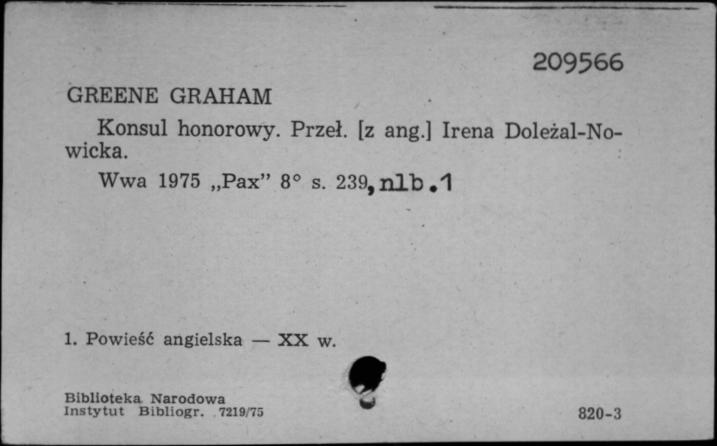 209566
GREENE GRAHAM
Konsul honorowy. Przeł. [z ang.] Irena Doleżal-No-
wicka.
Wwa 1975 „Pax” 8° s. 239, nlb.1
1. Powieść angielska — XX w.
Biblioteka Narodowa
Instytut Bibliogr. 7219/75
820-3